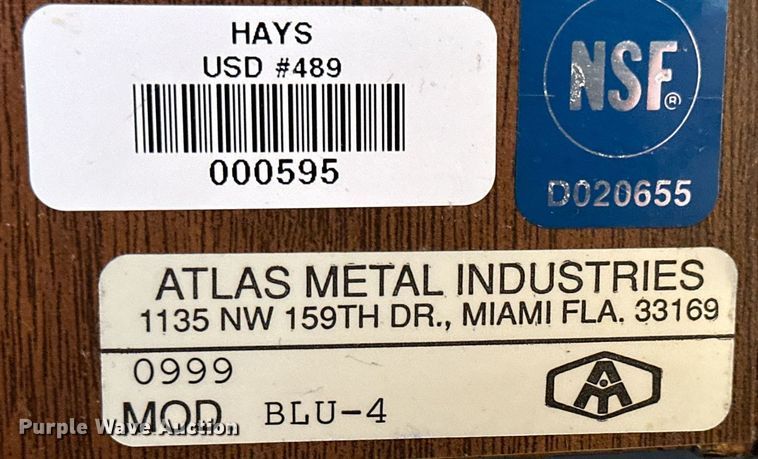 HAYS
USD #489
000595
NSF®
D020655
ATLAS METAL INDUSTRIES
1135 NW 159TH DR., MIAMI FLA. 33169
0999
MOD BLU-4
AM
Purple Wave Auction